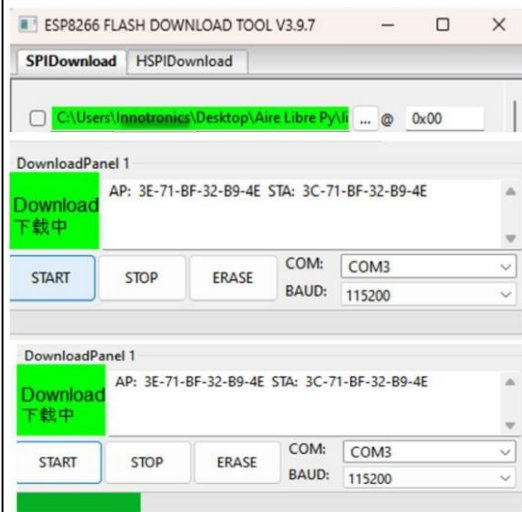 ESP8266 FLASH DOWNLOAD TOOL V3.9.7
SPIDownload HSPIDownload
C:\Users\Innotronics\Desktop\Aire Libre Py\li ... @ 0x00
DownloadPanel 1
Download
下载中
AP: 3E-71-BF-32-B9-4E STA: 3C-71-BF-32-B9-4E
START STOP ERASE COM: COM3
BAUD: 115200
DownloadPanel 1
Download
下载中
AP: 3E-71-BF-32-B9-4E STA: 3C-71-BF-32-B9-4E
START STOP ERASE COM: COM3
BAUD: 115200